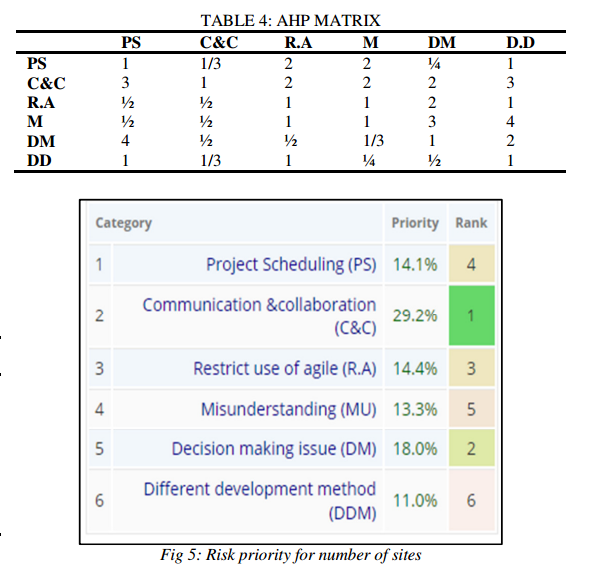 TABLE 4: AHP MATRIX
PS C&C R.A M DM D.D
PS 1 1/3 2 2 ¼ 1
C&C 3 1 2 2 2 3
R.A ½ ½ 1 1 2 1
M ½ ½ 1 1 3 4
DM 4 ½ ½ 1/3 1 2
DD 1 1/3 1 ¼ ½ 1
Category Priority Rank
1 Project Scheduling (PS) 14.1% 4
2 Communication &collaboration
(C&C) 29.2% 1
3 Restrict use of agile (R.A) 14.4% 3
4 Misunderstanding (MU) 13.3% 5
5 Decision making issue (DM) 18.0% 2
6 Different development method
(DDM) 11.0% 6
Fig 5: Risk priority for number of sites